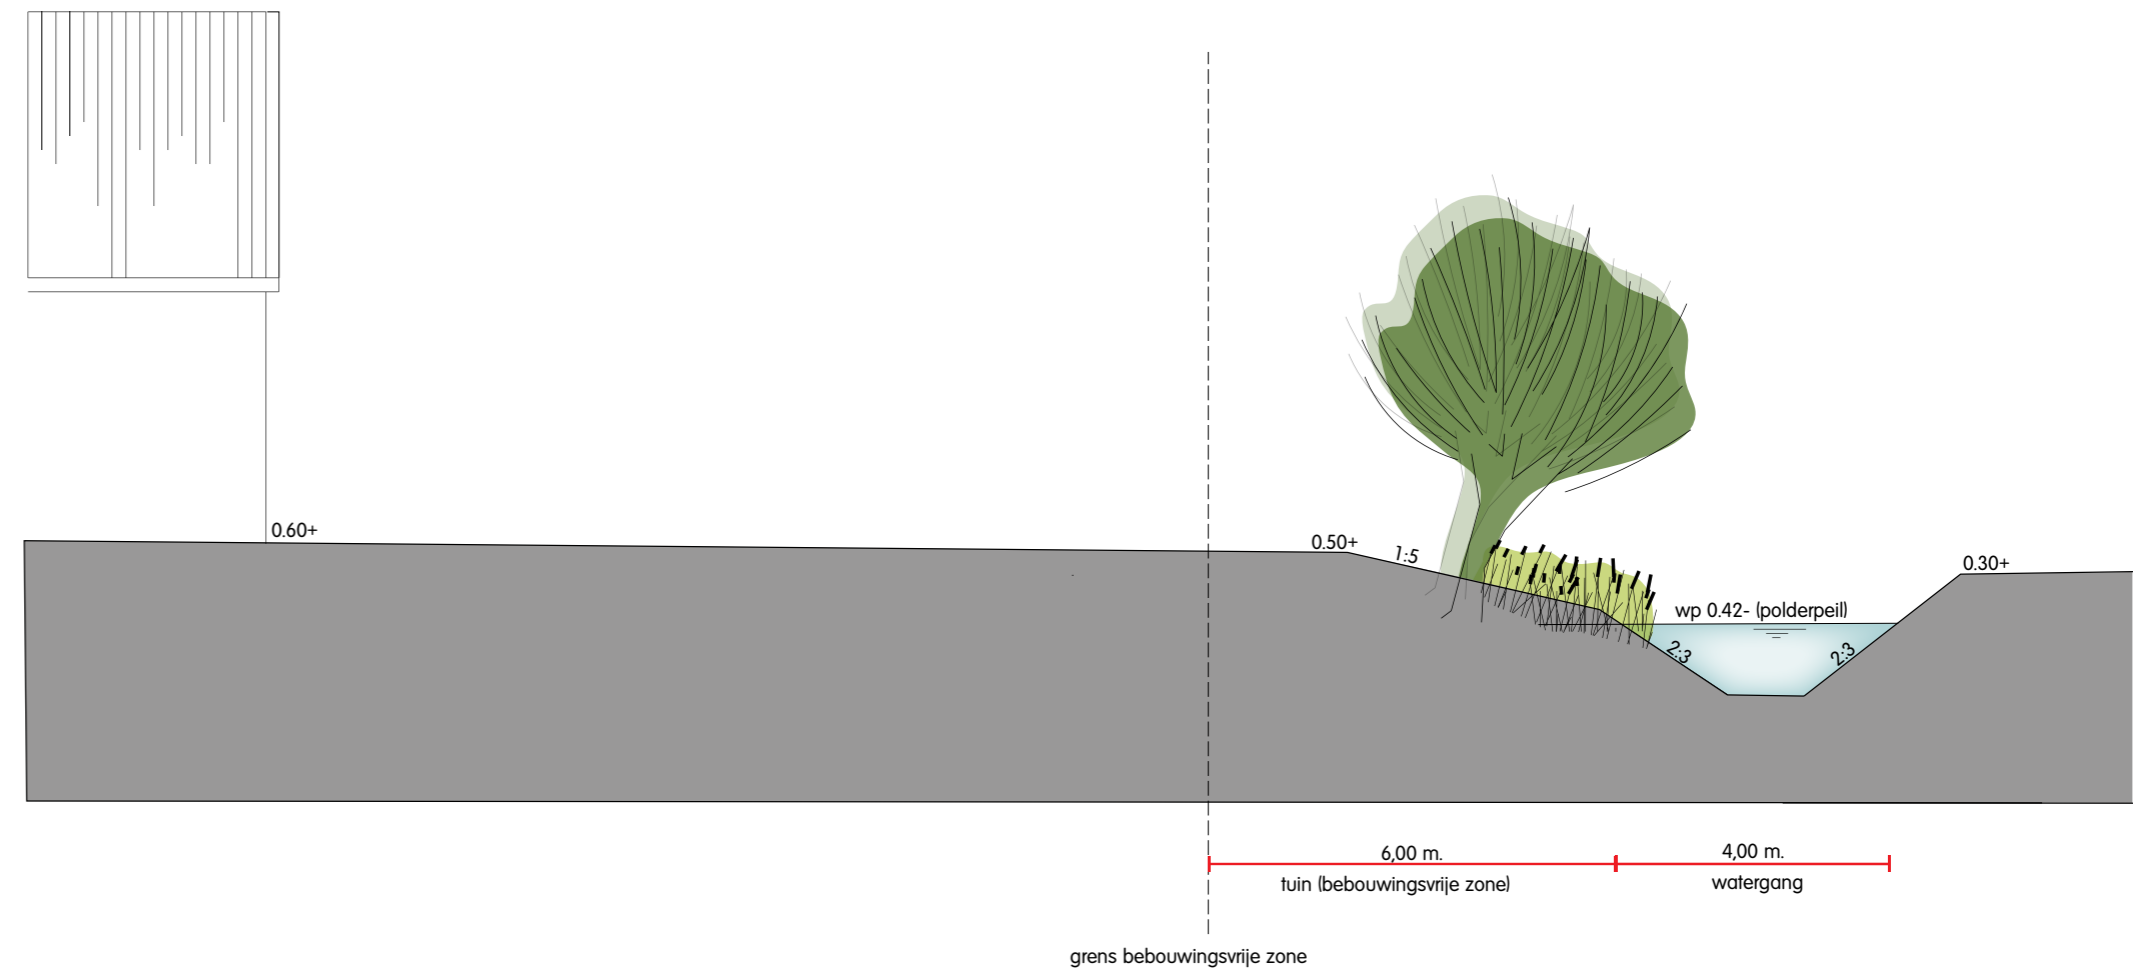 0.60+
0.50+
1:5
0.30+
wp 0.42- (polderpeil)
2:3
2:3
6,00 m.
4,00 m.
tuin (bebouwingsvrije zone)
watergang
grens bebouwingsvrije zone